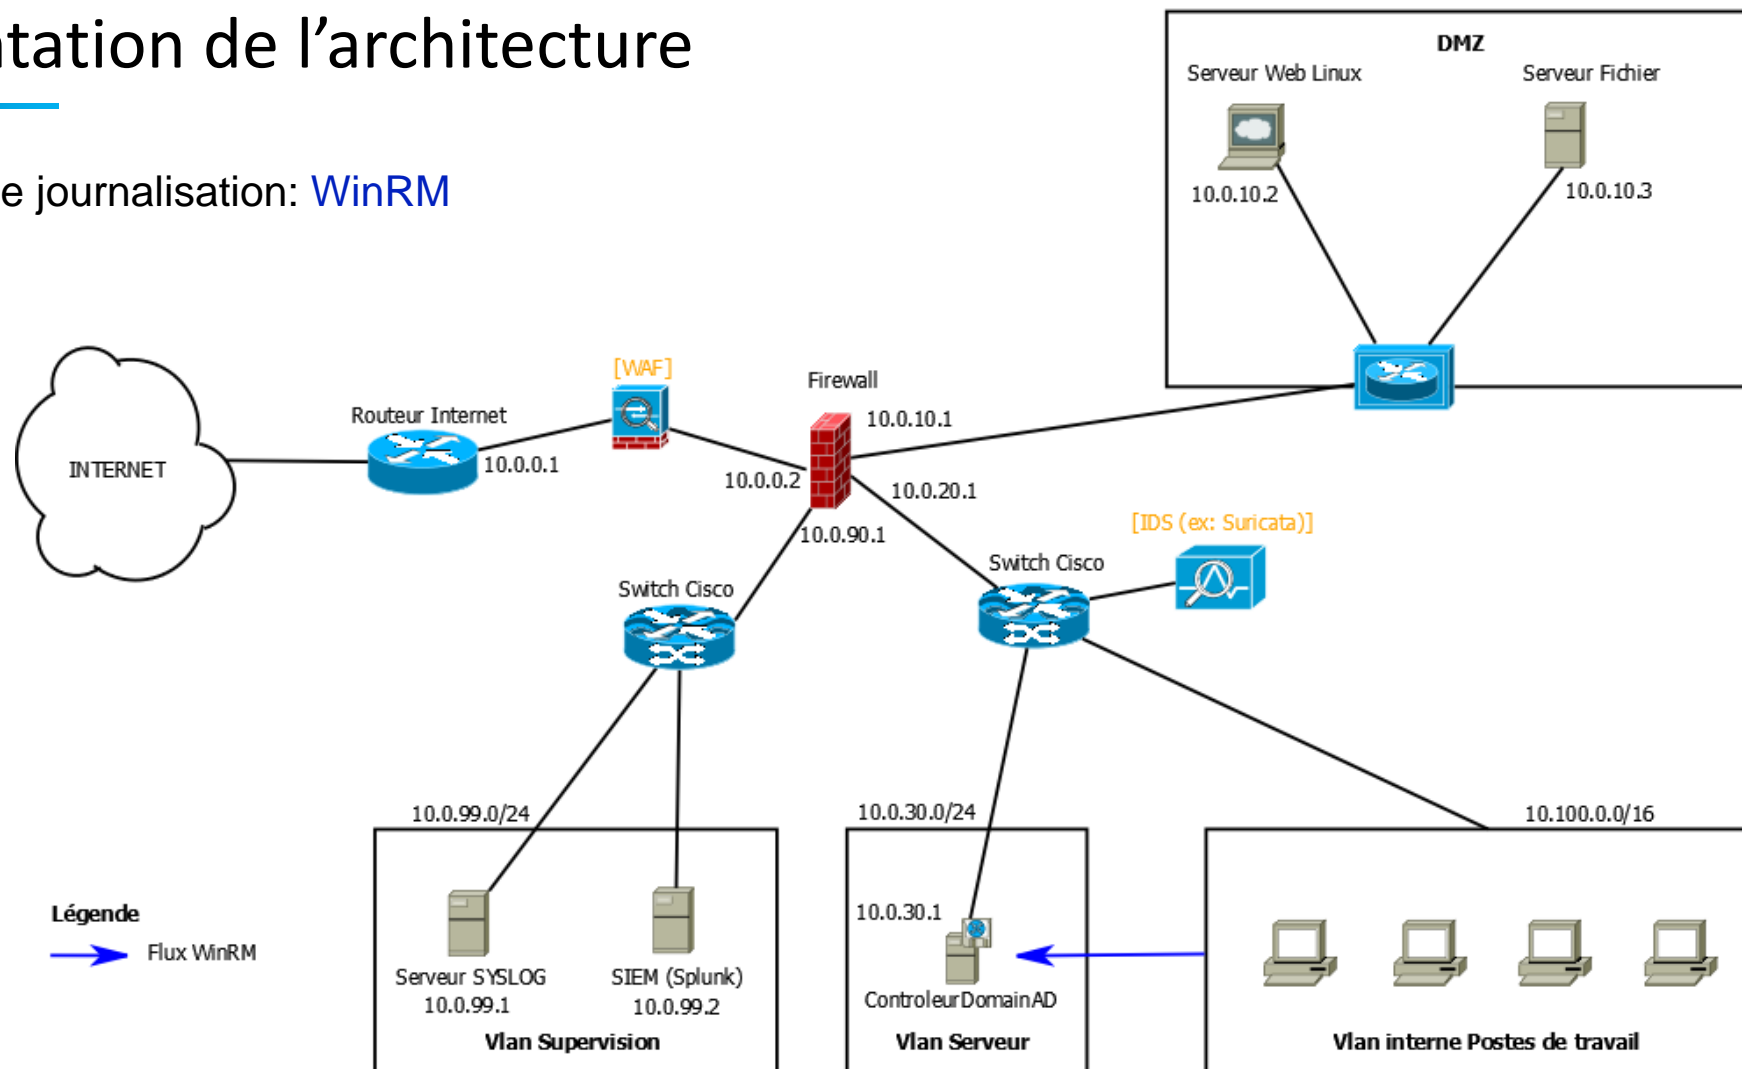 ntation de l'architecture
e journalisation: WinRM
DMZ
Serveur Web Linux
Serveur Fichier
10.0.10.2
10.0.10.3
[WAF]
Firewall
Routeur Internet
10.0.10.1
INTERNET
10.0.0.1
10.0.0.2
10.0.20.1
10.0.90.1
[IDS (ex: Suricata)]
Switch Cisco
Switch Cisco
10.0.99.0/24
10.0.30.0/24
10.100.0.0/16
Légende
Flux WinRM
10.0.30.1
Serveur SYSLOG
10.0.99.1
SIEM (Splunk)
10.0.99.2
ControleurDomainAD
Vlan Supervision
Vlan Serveur
Vlan interne Postes de travail